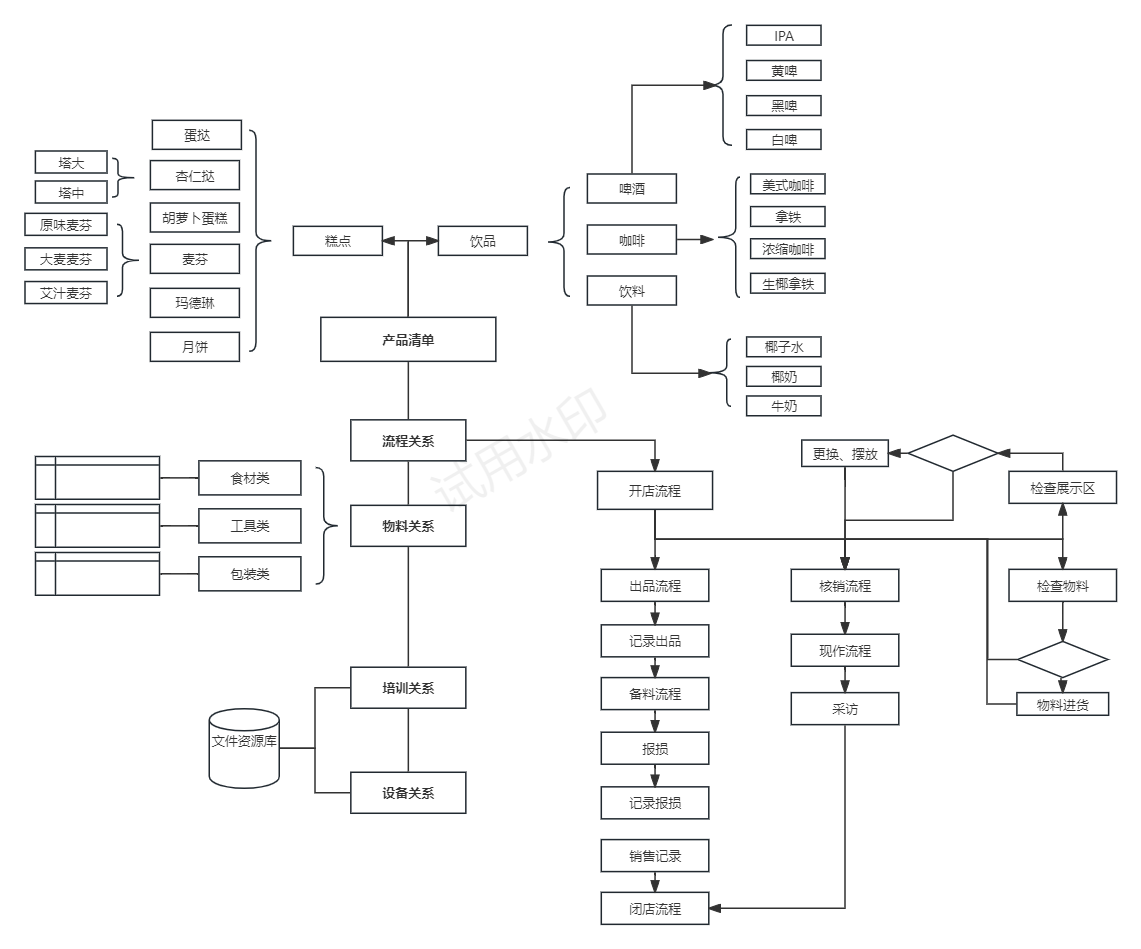 IPA
黄啤
黑啤
白啤
蛋挞
塔大
杏仁挞
塔中
原味麦芬
胡萝卜蛋糕
大麦麦芬
麦芬
艾汁麦芬
玛德琳
月饼
糕点
饮品
啤酒
咖啡
饮料
美式咖啡
拿铁
浓缩咖啡
生椰拿铁
椰子水
椰奶
牛奶
产品清单
流程关系
物料关系
培训关系
设备关系
食材类
工具类
包装类
文件资源库
开店流程
更换、摆放
检查展示区
出品流程
记录出品
备料流程
报损
记录报损
销售记录
闭店流程
核销流程
现作流程
采访
检查物料
物料进货
试用水印